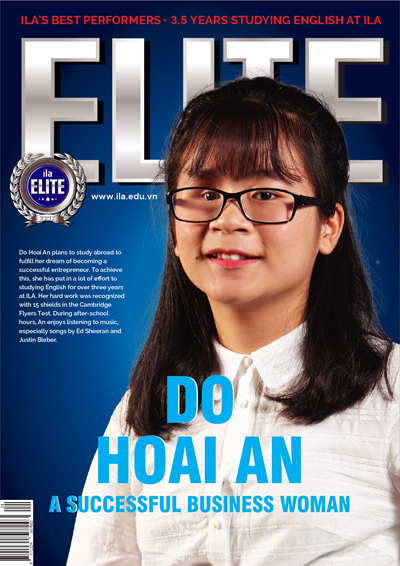 ILA'S BEST PERFORMERS • 3.5 YEARS STUDYING ENGLISH AT ILA
ELITE
ila
ELITE
2017
www.ila.edu.vn
Do Hoai An plans to study abroad to
fulfill her dream of becoming a
successful entrepreneur. To achieve
this, she has put in a lot of effort to
studying English for over three years
at ILA. Her hard work was recognized
with 15 shields in the Cambridge
Flyers Test. During after-school
hours, An enjoys listening to music,
especially songs by Ed Sheeran and
Justin Bieber.
DO
HOAI AN
A SUCCESSFUL BUSINESS WOMAN